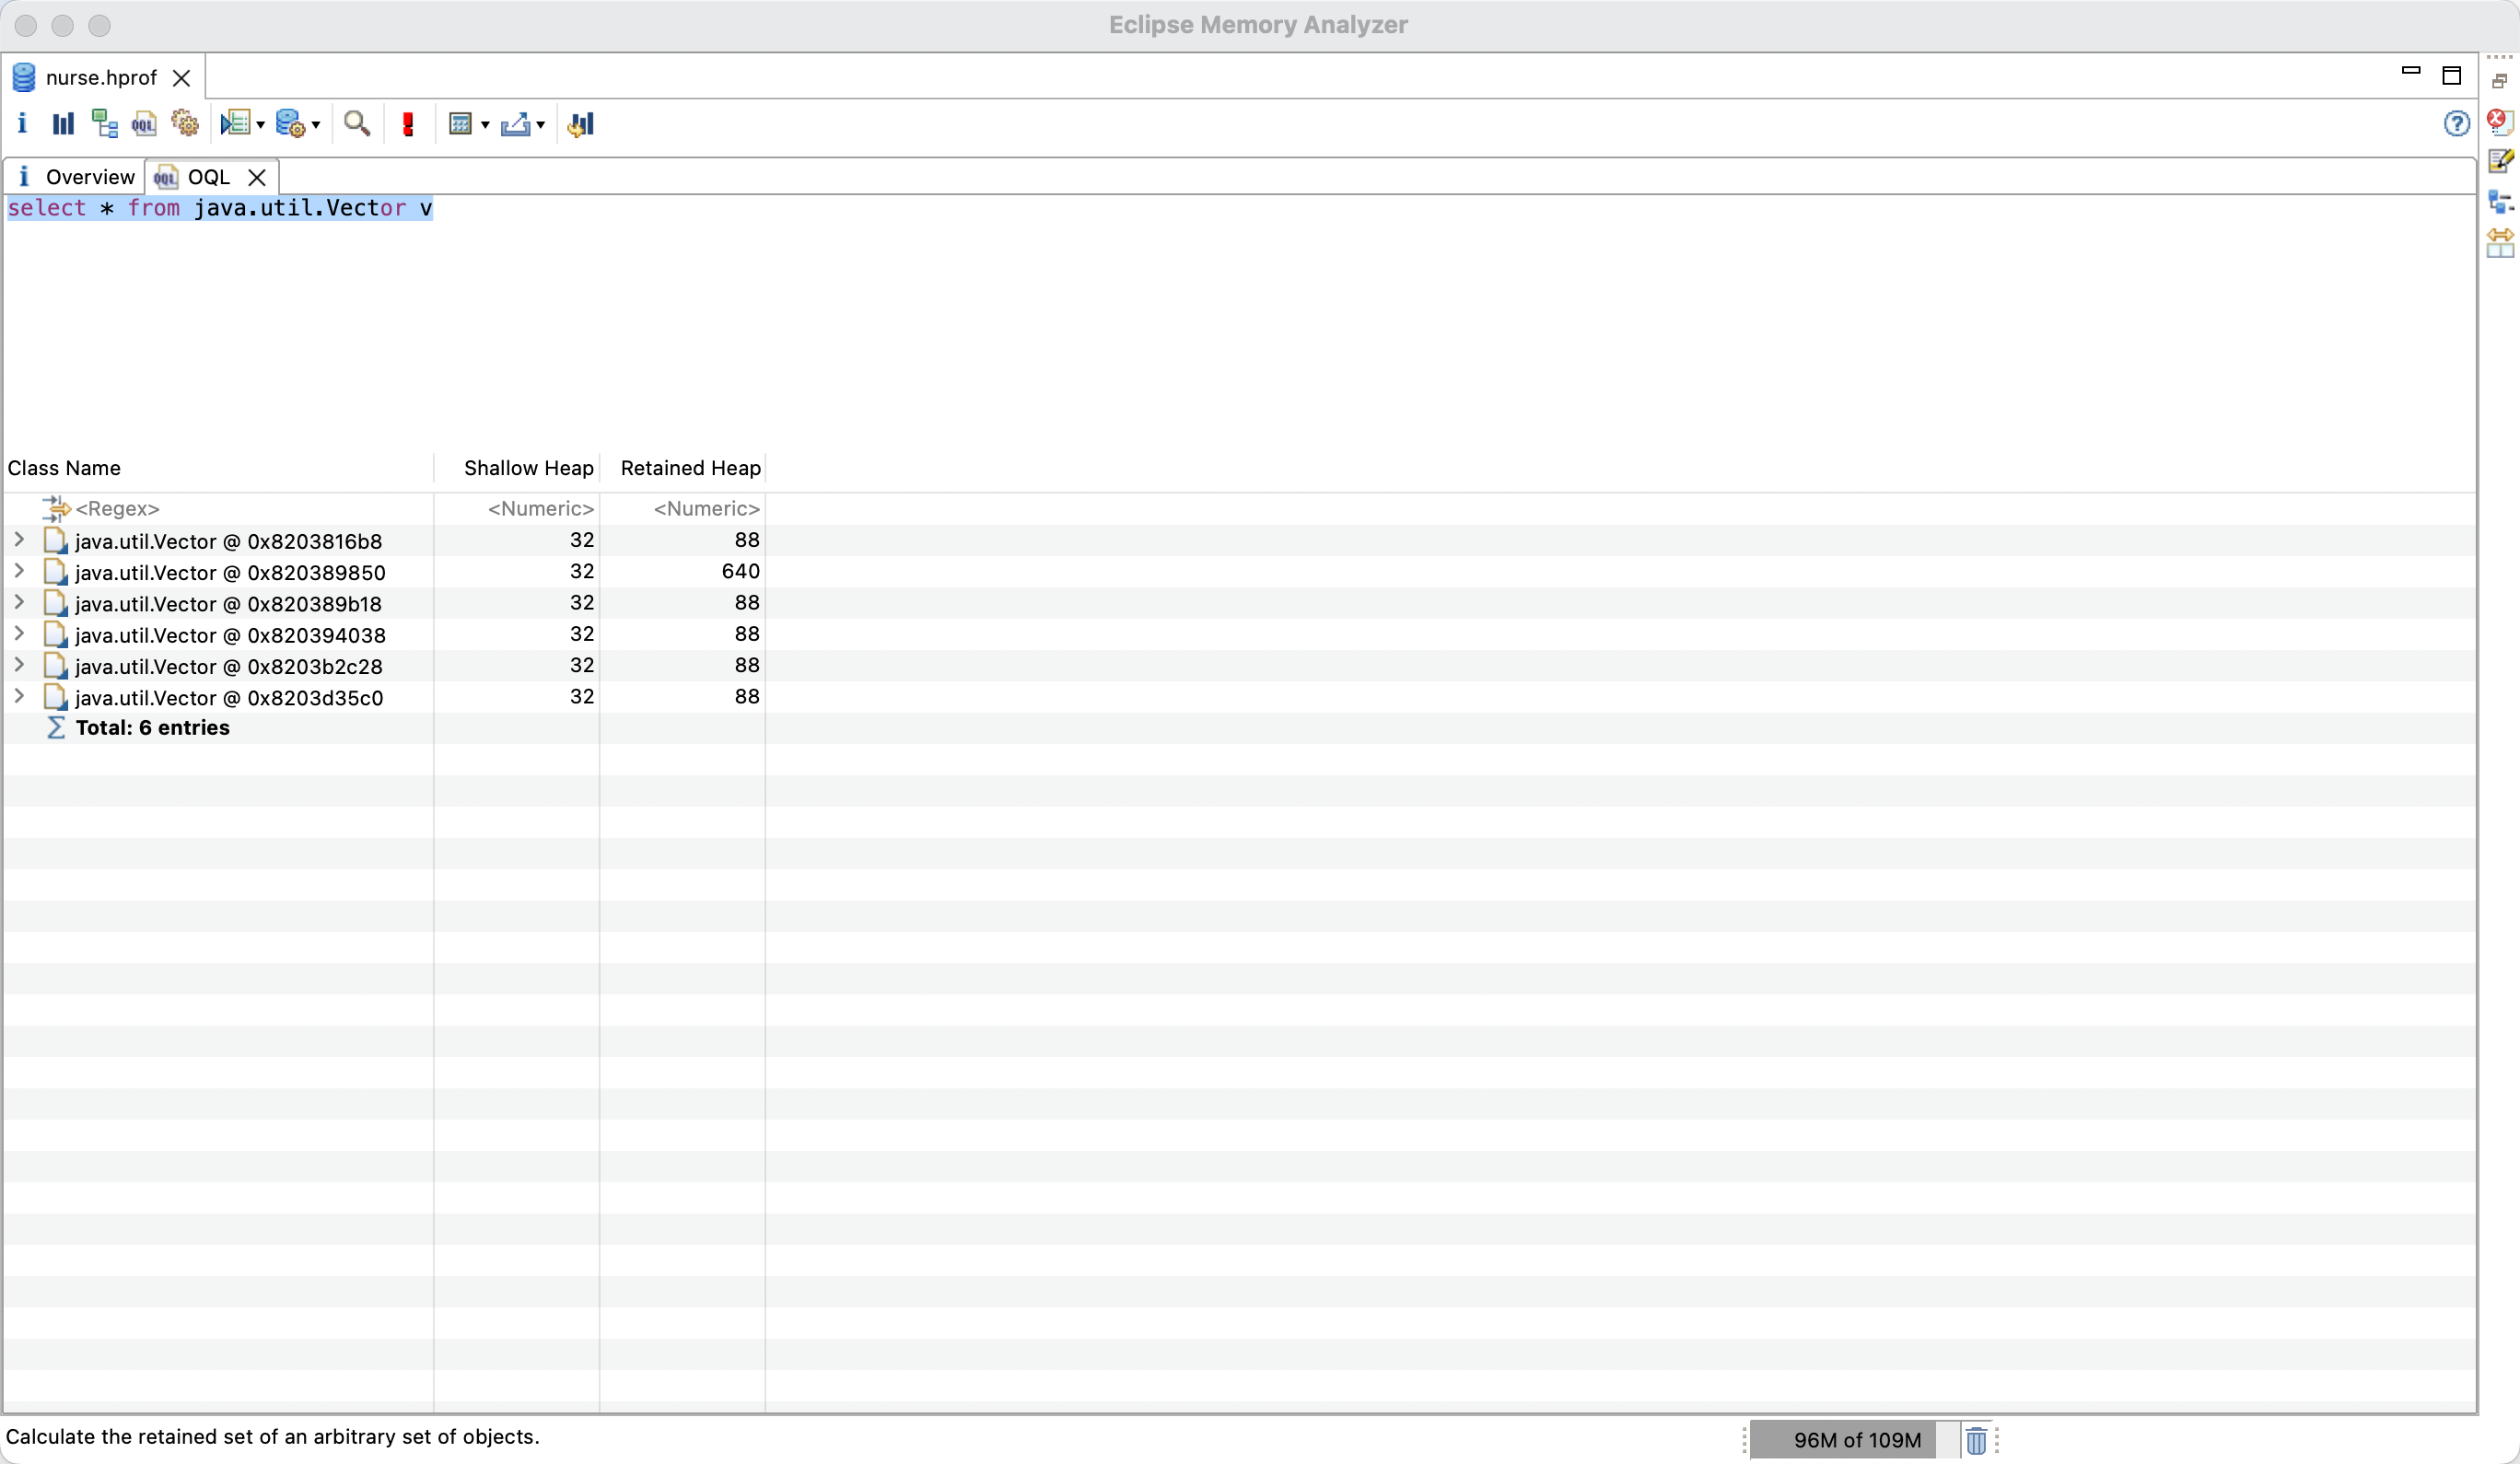 Eclipse Memory Analyzer
nurse.hprof
i OQL
i Overview OQL OQL
select * from java.util.Vector v
Class Name Shallow Heap Retained Heap
<Regex> <Numeric> <Numeric>
java.util.Vector @ 0x8203816b8 32 88
java.util.Vector @ 0x820389850 32 640
java.util.Vector @ 0x820389b18 32 88
java.util.Vector @ 0x820394038 32 88
java.util.Vector @ 0x8203b2c28 32 88
java.util.Vector @ 0x8203d35c0 32 88
Σ Total: 6 entries
Calculate the retained set of an arbitrary set of objects. 96M of 109M